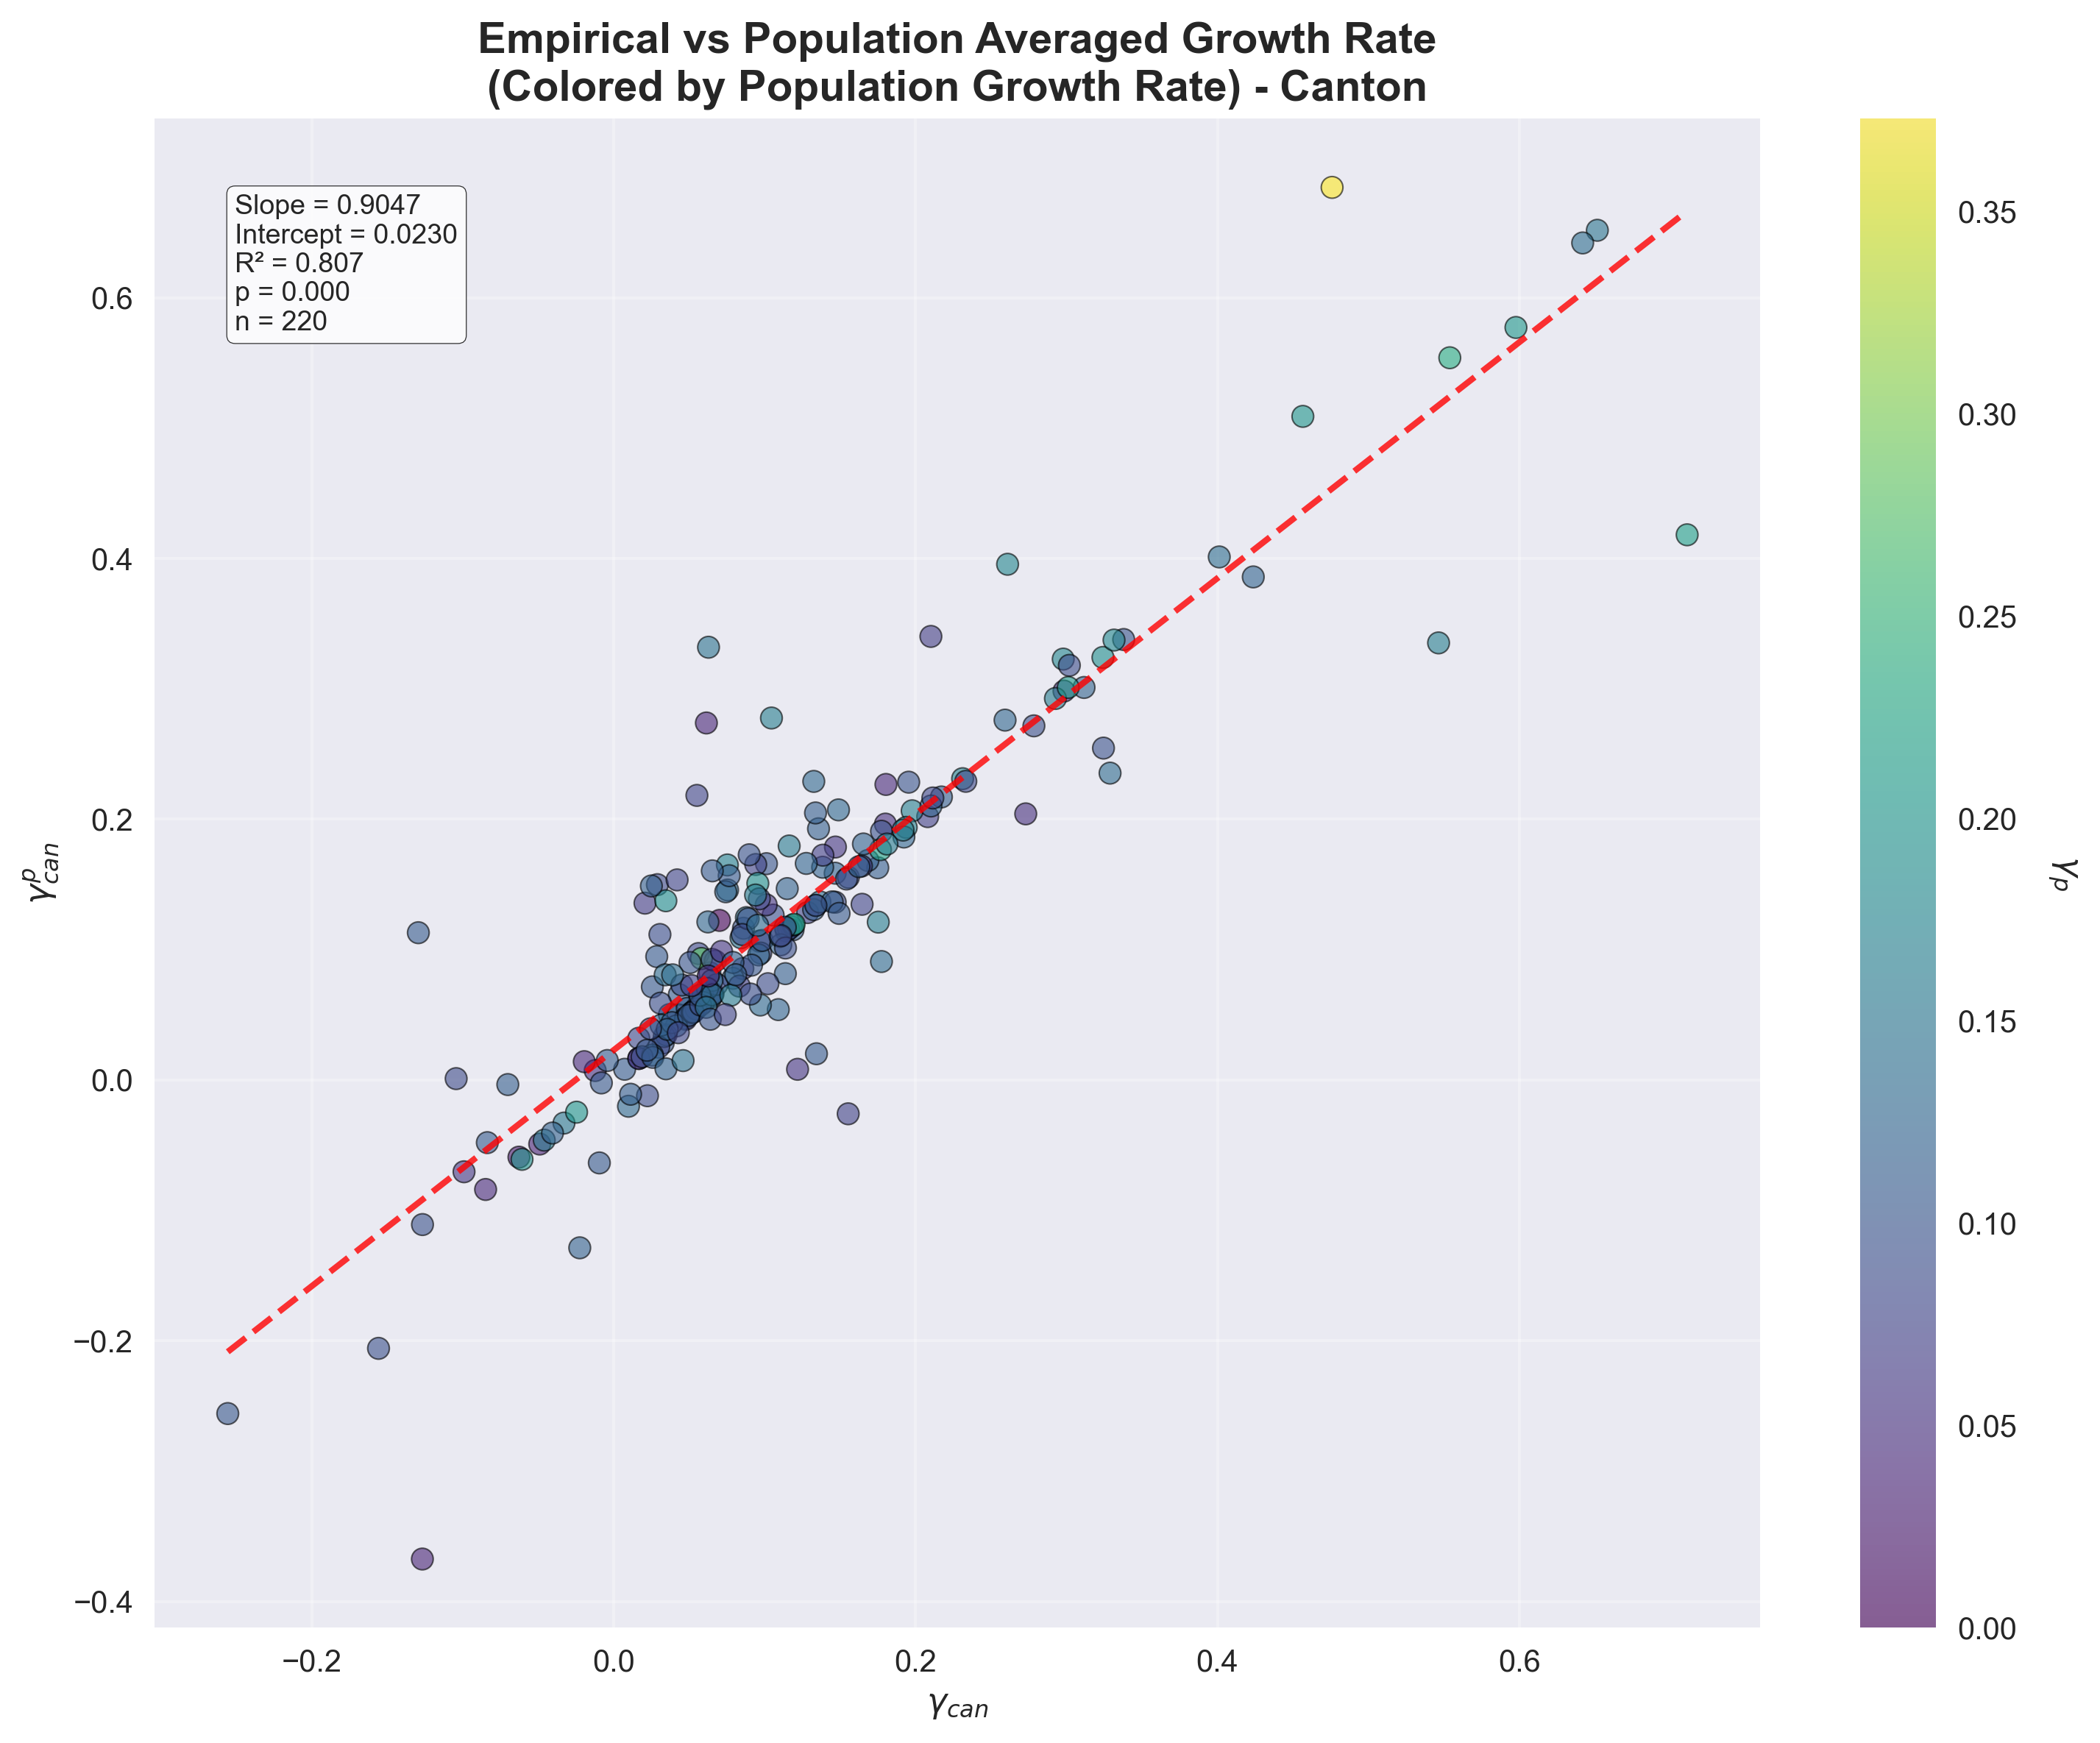 Empirical vs Population Averaged Growth Rate
(Colored by Population Growth Rate) - Canton
Slope = 0.9047
Intercept = 0.0230
R² = 0.807
p = 0.000
n = 220
0.6
0.4
0.2
0.0
−0.2
−0.4
γ^p_can
−0.2
0.0
0.2
0.4
0.6
γ_can
0.35
0.30
0.25
0.20
0.15
0.10
0.05
0.00
γ_p